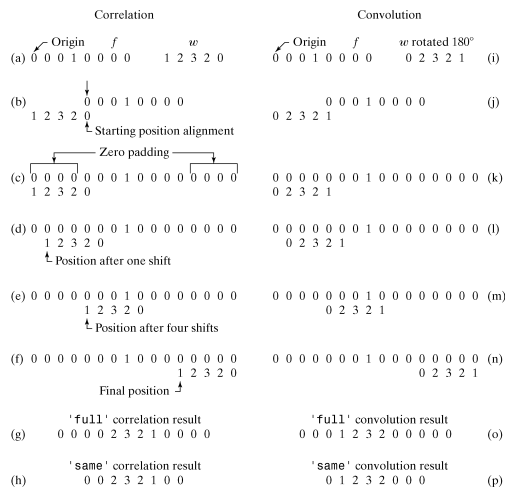 Correlation Convolution
Origin f w Origin f w rotated 180°
(a) 0 0 0 1 0 0 0 0 1 2 3 2 0 0 0 0 1 0 0 0 0 0 2 3 2 1 (i)
(b) 0 0 0 1 0 0 0 0 0 0 0 1 0 0 0 0 (j)
1 2 3 2 0 0 2 3 2 1
Starting position alignment
Zero padding
(c) 0 0 0 0 0 0 0 1 0 0 0 0 0 0 0 0 0 0 0 0 0 0 0 1 0 0 0 0 0 0 0 0 (k)
1 2 3 2 0 0 2 3 2 1
(d) 0 0 0 0 0 0 0 1 0 0 0 0 0 0 0 0 0 0 0 0 0 0 0 1 0 0 0 0 0 0 0 0 (l)
1 2 3 2 0 0 2 3 2 1
Position after one shift
(e) 0 0 0 0 0 0 0 1 0 0 0 0 0 0 0 0 0 0 0 0 0 0 0 1 0 0 0 0 0 0 0 0 (m)
1 2 3 2 0 0 2 3 2 1
Position after four shifts
(f) 0 0 0 0 0 0 0 1 0 0 0 0 0 0 0 0 0 0 0 0 0 0 0 1 0 0 0 0 0 0 0 0 (n)
1 2 3 2 0 0 2 3 2 1
Final position
'full' correlation result 'full' convolution result
(g) 0 0 0 0 2 3 2 1 0 0 0 0 0 0 0 1 2 3 2 0 0 0 0 0 (o)
'same' correlation result 'same' convolution result
(h) 0 0 2 3 2 1 0 0 0 1 2 3 2 0 0 0 (p)